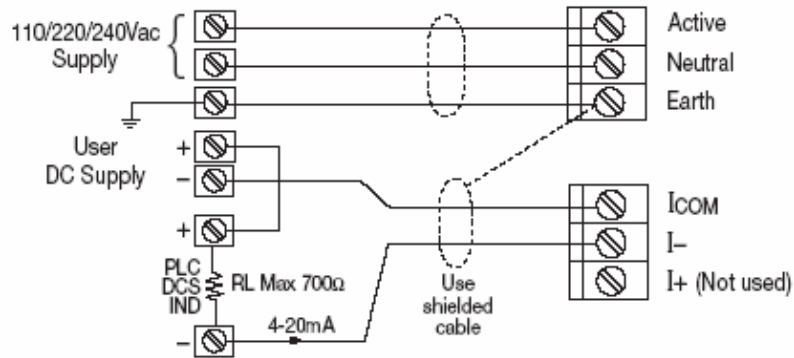 110/220/240Vac
Supply
Active
Neutral
Earth
User
DC Supply
+
−
+
PLC
DCS
IND
RL Max 700Ω
−
4-20mA
Use
shielded
cable
ICOM
I−
I+ (Not used)